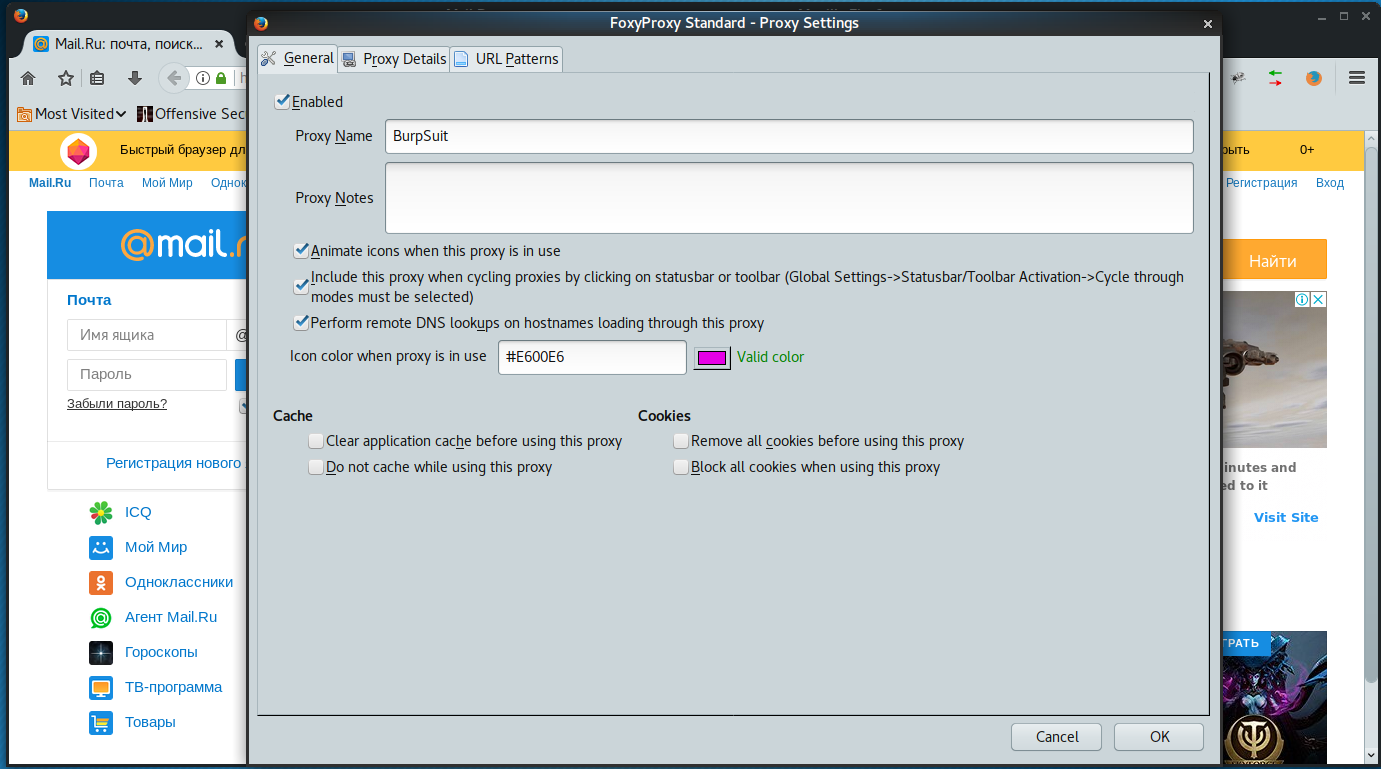 FoxyProxy Standard - Proxy Settings
Mail.Ru: почта, поиск...
General
Proxy Details
URL Patterns
Most Visited
Offensive Sec
Enabled
Proxy Name
BurpSuit
Proxy Notes
Animate icons when this proxy is in use
Include this proxy when cycling proxies by clicking on statusbar or toolbar (Global Settings->Statusbar/Toolbar Activation->Cycle through
modes must be selected)
Perform remote DNS lookups on hostnames loading through this proxy
Icon color when proxy is in use
#E600E6
Valid color
Cache
Cookies
Clear application cache before using this proxy
Remove all cookies before using this proxy
Do not cache while using this proxy
Block all cookies when using this proxy
Cancel
OK
Быстрый браузер дл
рыть
0+
Mail.Ru
Почта
Мой Мир
Однок
Регистрация
Вход
@mail.r
Найти
Почта
Имя ящика
@
Пароль
Забыли пароль?
Регистрация нового
ICQ
Мой Мир
Одноклассники
Агент Mail.Ru
Гороскопы
ТВ-программа
Товары
inutes and
ed to it
Visit Site
ГРАТЬ